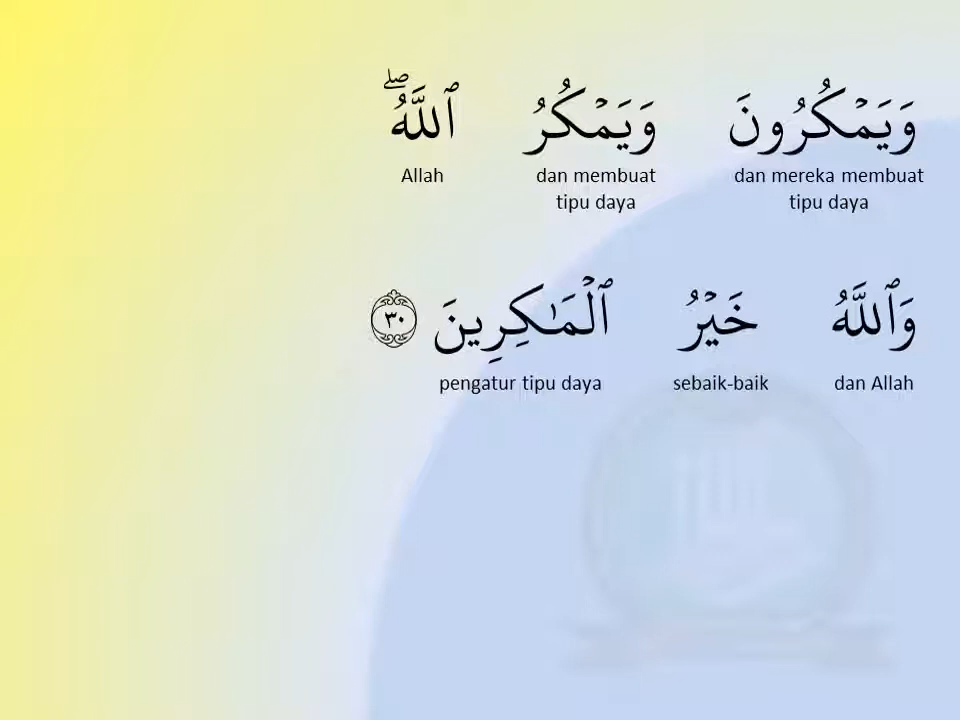 وَيَمۡكُرُونَ وَيَمۡكُرُ ٱللَّهُۖ
dan mereka membuat tipu daya dan membuat tipu daya Allah
وَٱللَّهُ خَيۡرُ ٱلۡمَٰكِرِينَ ٣٠
dan Allah sebaik-baik pengatur tipu daya